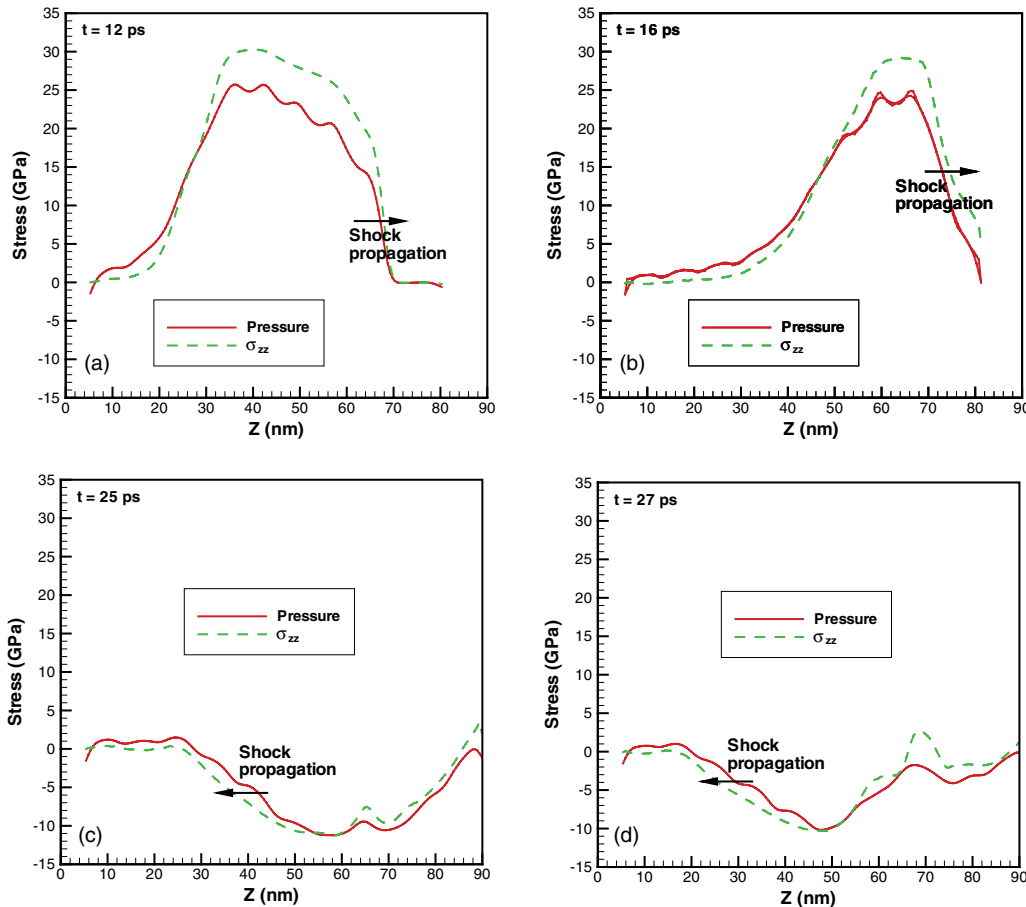 t = 12 ps
35
30
25
20
15
10
5
0
-5
-10
-15
Stress (GPa)
Shock
propagation
Pressure
σzz
(a)
0 10 20 30 40 50 60 70 80 90
Z (nm)
t = 16 ps
35
30
25
20
15
10
5
0
-5
-10
-15
Stress (GPa)
Shock
propagation
Pressure
σzz
(b)
0 10 20 30 40 50 60 70 80 90
Z (nm)
t = 25 ps
35
30
25
20
15
10
5
0
-5
-10
-15
Stress (GPa)
Pressure
σzz
Shock
propagation
(c)
0 10 20 30 40 50 60 70 80 90
Z (nm)
t = 27 ps
35
30
25
20
15
10
5
0
-5
-10
-15
Stress (GPa)
Pressure
σzz
Shock
propagation
(d)
0 10 20 30 40 50 60 70 80 90
Z (nm)